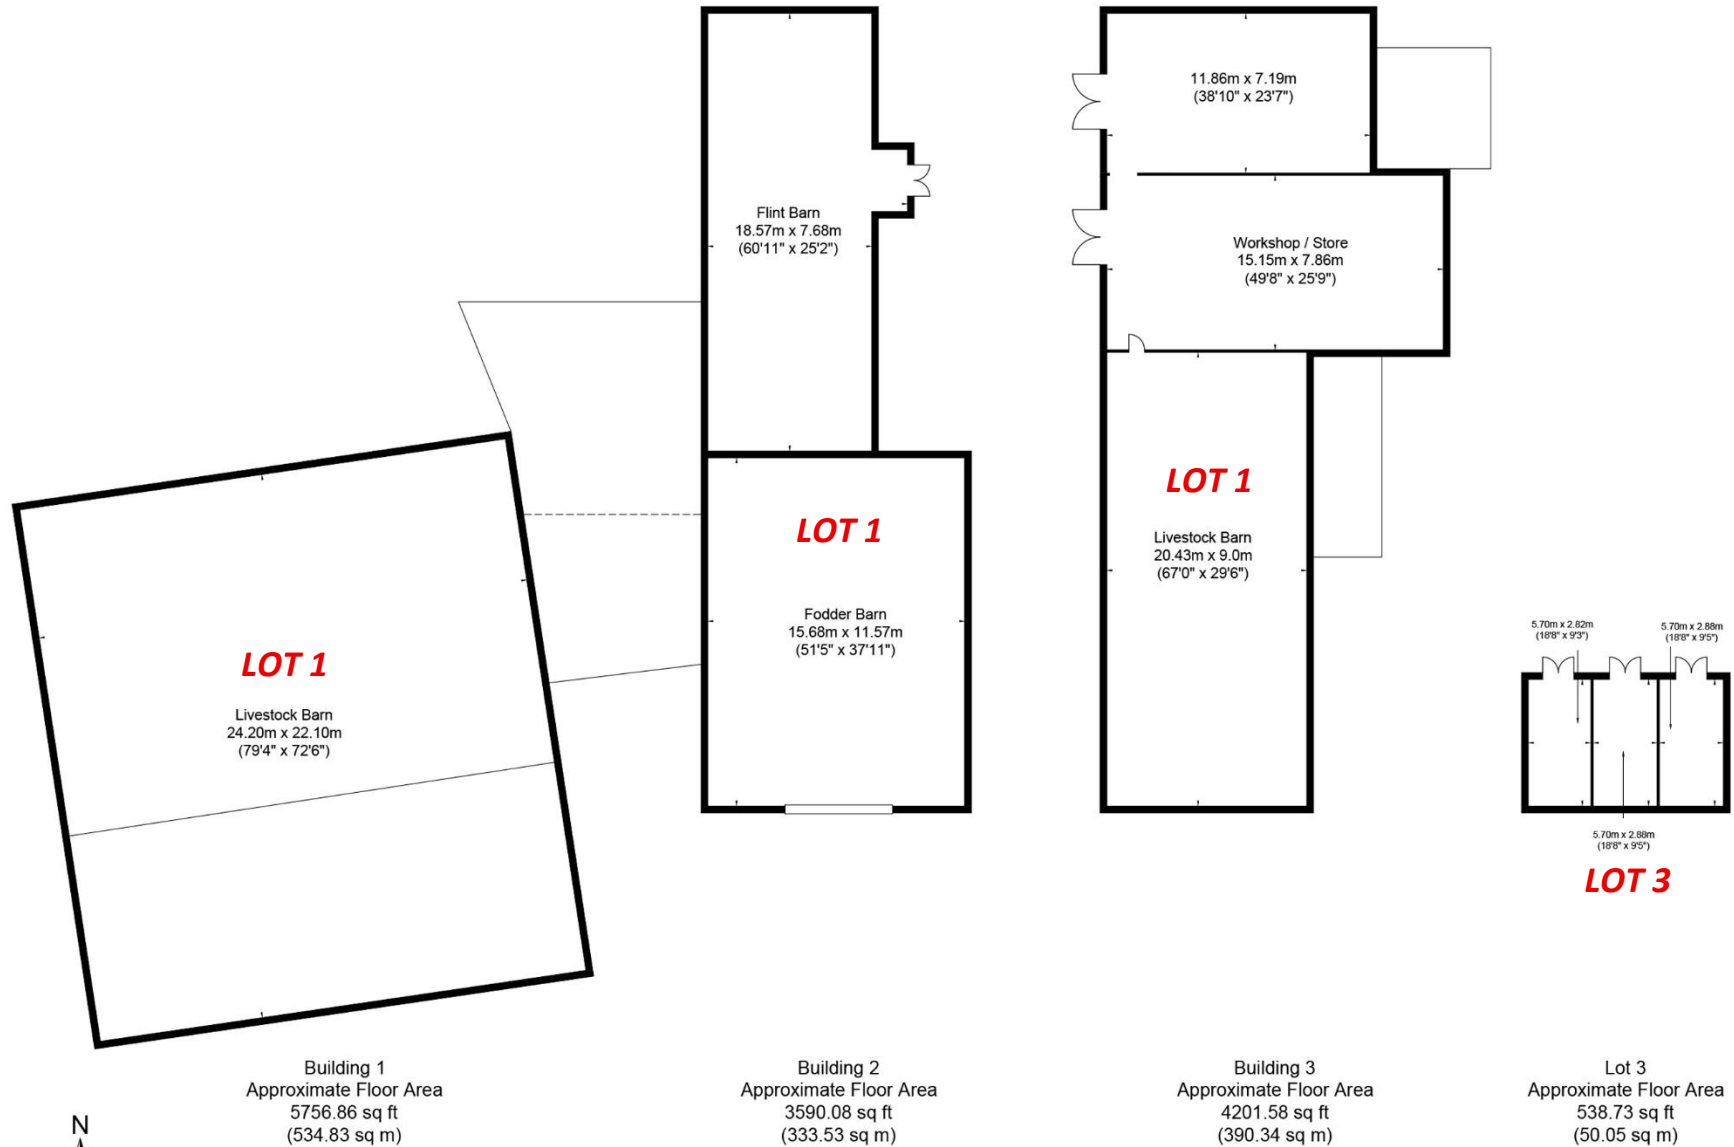 Flint Barn
18.57m x 7.68m
(60'11" x 25'2")
LOT 1
Fodder Barn
15.68m x 11.57m
(51'5" x 37'11")
LOT 1
Livestock Barn
24.20m x 22.10m
(79'4" x 72'6")
11.86m x 7.19m
(38'10" x 23'7")
Workshop / Store
15.15m x 7.86m
(49'8" x 25'9")
LOT 1
Livestock Barn
20.43m x 9.0m
(67'0" x 29'6")
5.70m x 2.82m
(18'8" x 9'3")
5.70m x 2.88m
(18'8" x 9'5")
5.70m x 2.88m
(18'8" x 9'5")
LOT 3
Building 1
Approximate Floor Area
5756.86 sq ft
(534.83 sq m)
Building 2
Approximate Floor Area
3590.08 sq ft
(333.53 sq m)
Building 3
Approximate Floor Area
4201.58 sq ft
(390.34 sq m)
Lot 3
Approximate Floor Area
538.73 sq ft
(50.05 sq m)
N